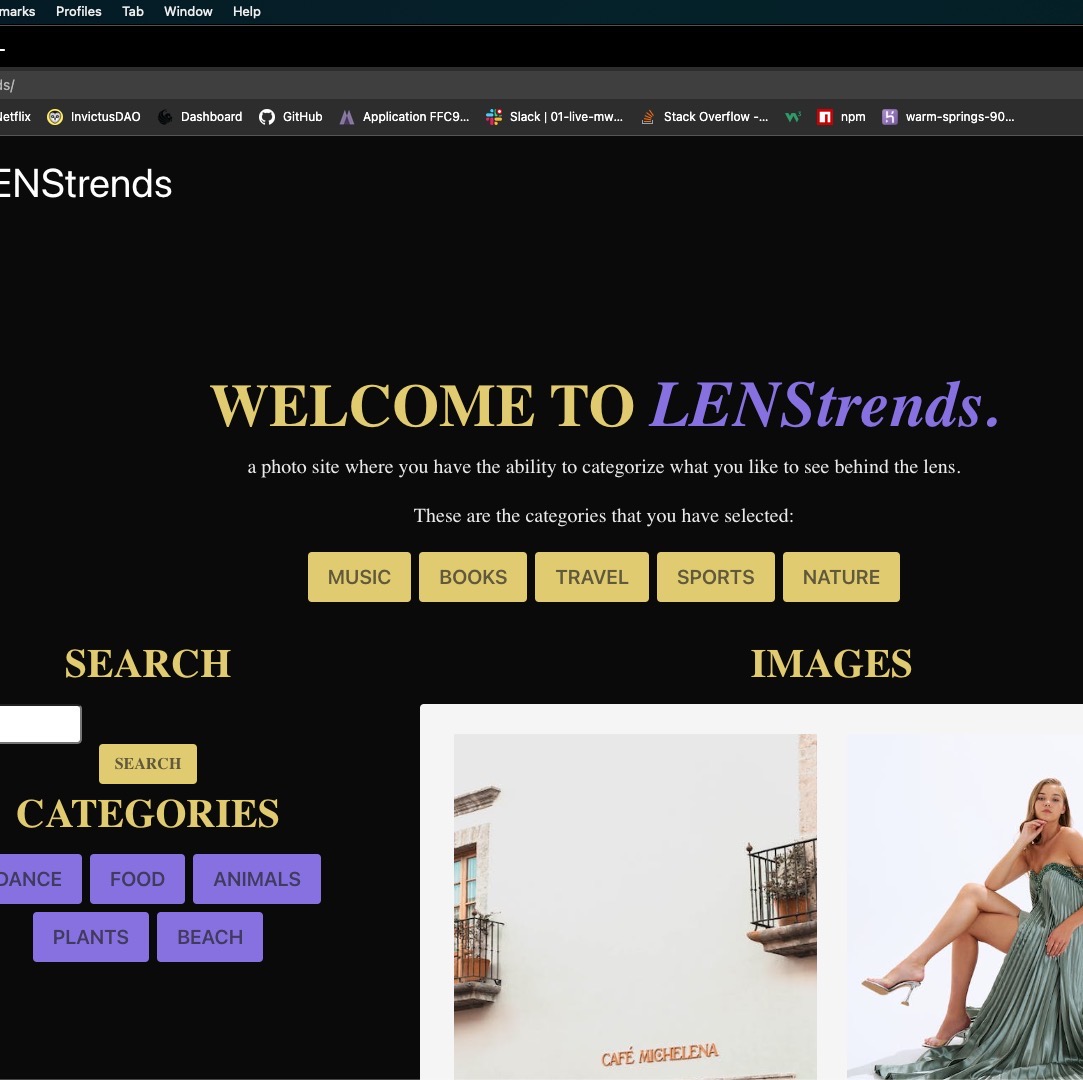 marks Profiles Tab Window Help
ds/
Netflix InvictusDAO Dashboard GitHub Application FFC9... Slack | 01-live-mw... Stack Overflow -... npm warm-springs-90...
ENStrends
WELCOME TO LENStrends.
a photo site where you have the ability to categorize what you like to see behind the lens.
These are the categories that you have selected:
MUSIC BOOKS TRAVEL SPORTS NATURE
SEARCH
IMAGES
SEARCH
CATEGORIES
DANCE FOOD ANIMALS
PLANTS BEACH
CAFÉ MICHELENA